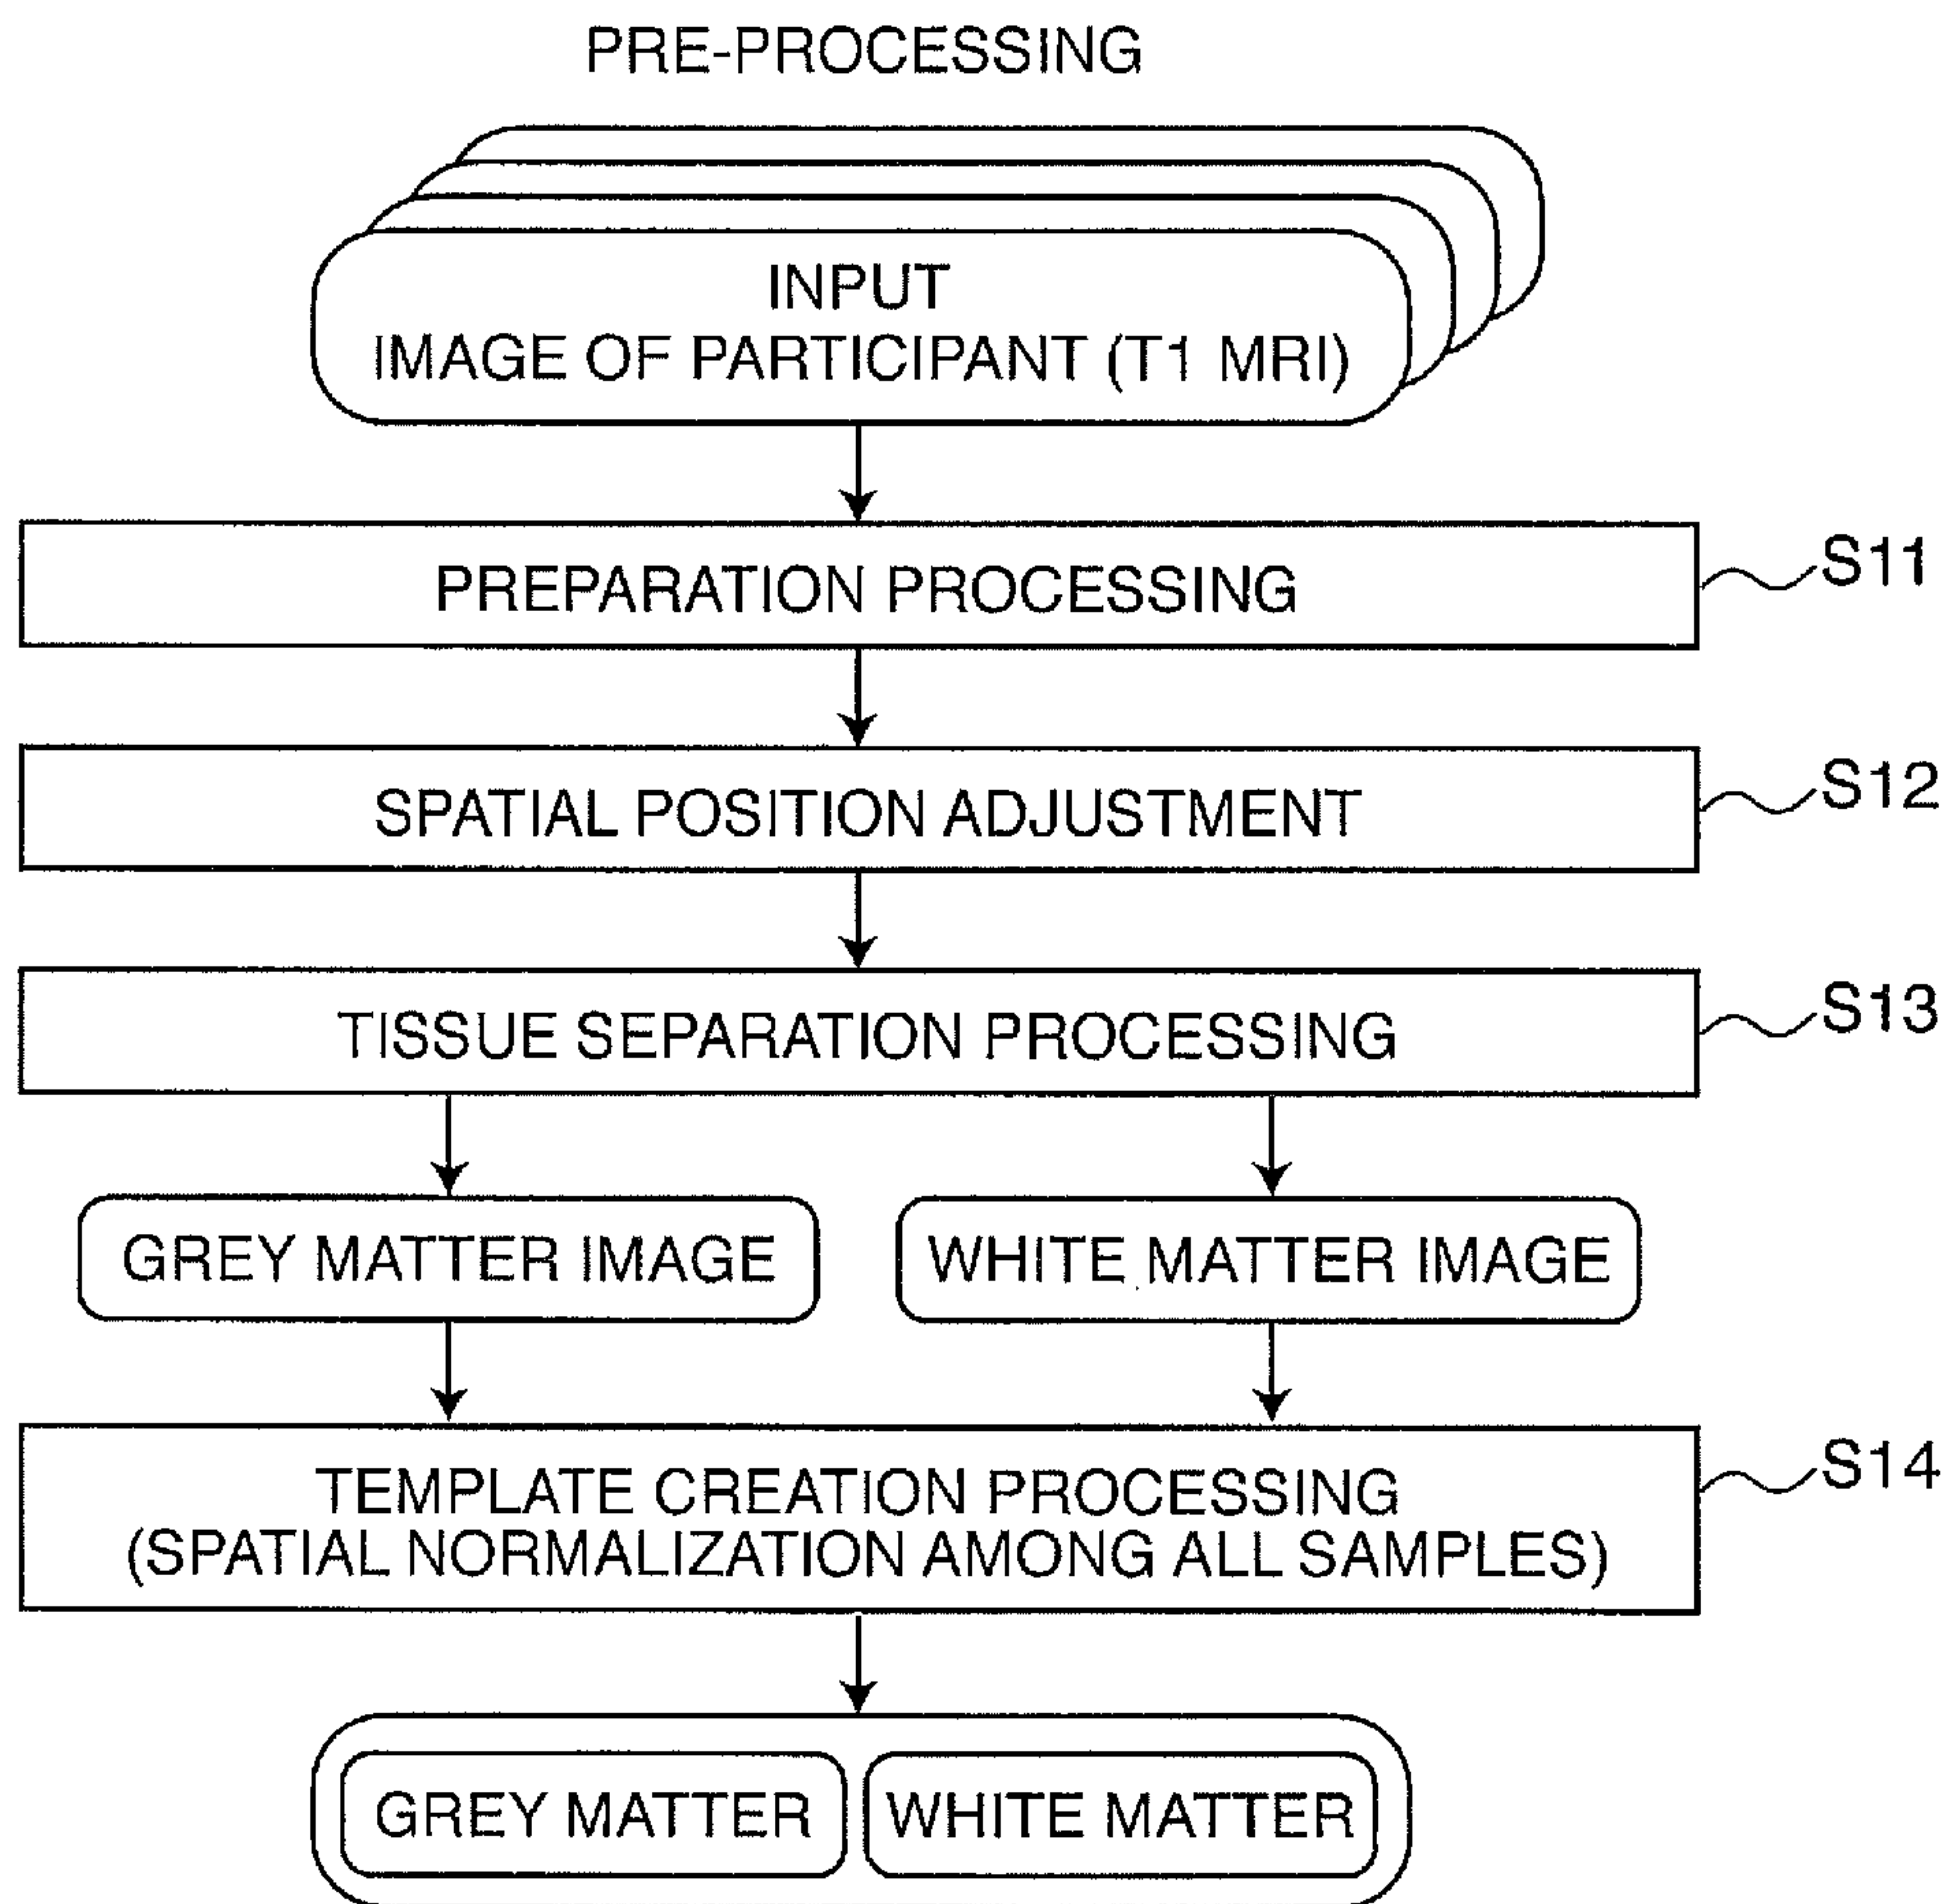 PRE-PROCESSING
INPUT
IMAGE OF PARTICIPANT (T1 MRI)
PREPARATION PROCESSING
S11
SPATIAL POSITION ADJUSTMENT
S12
TISSUE SEPARATION PROCESSING
S13
GREY MATTER IMAGE
WHITE MATTER IMAGE
TEMPLATE CREATION PROCESSING
S14
(SPATIAL NORMALIZATION AMONG ALL SAMPLES)
GREY MATTER
WHITE MATTER